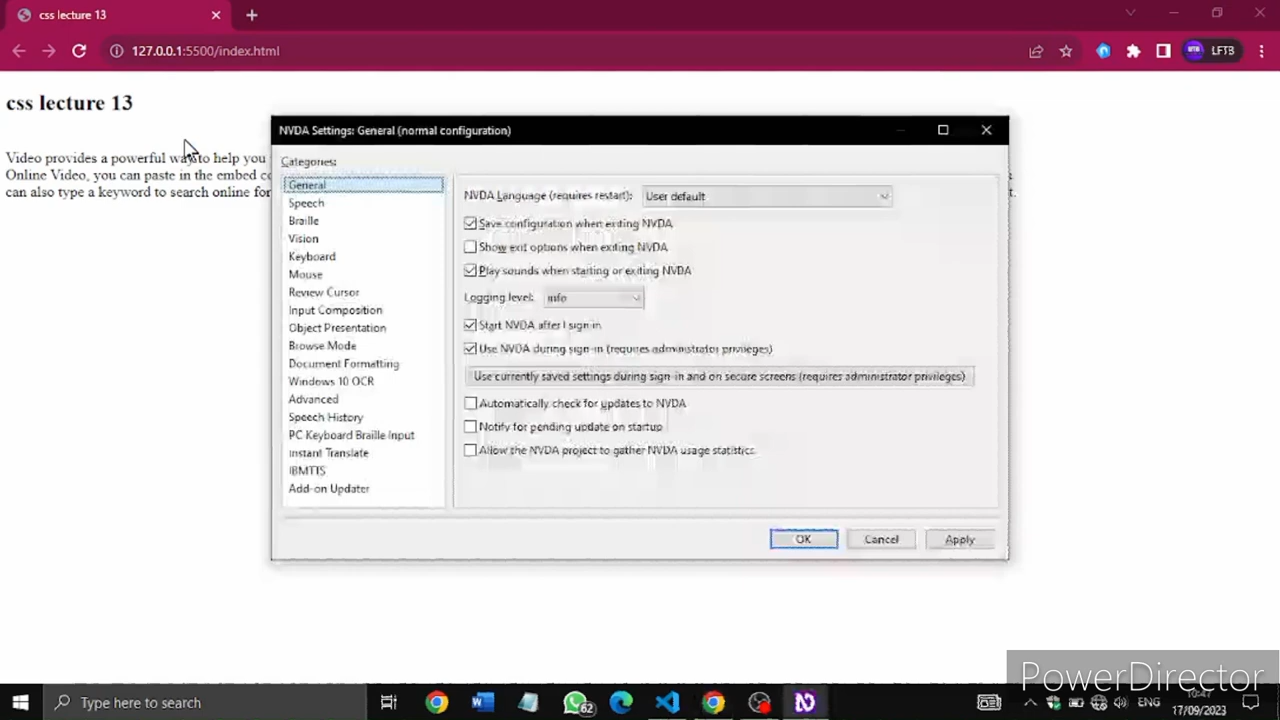 css lecture 13
127.0.0.1:5500/index.html
LFTB
css lecture 13
Video provides a powerful way to help you
Online Video, you can paste in the embed co
can also type a keyword to search online for
t.
NVDA Settings: General (normal configuration)
Categories:
General
Speech
Braille
Vision
Keyboard
Mouse
Review Cursor
Input Composition
Object Presentation
Browse Mode
Document Formatting
Windows 10 OCR
Advanced
Speech History
PC Keyboard Braille Input
Instant Translate
IBMTTS
Add-on Updater
NVDA Language (requires restart): User default
Save configuration when exiting NVDA
Show exit options when exiting NVDA
Play sounds when starting or exiting NVDA
Logging level: info
Start NVDA after I sign in
Use NVDA during sign-in (requires administrator privileges)
Use currently saved settings during sign-in and on secure screens (requires administrator privileges)
Automatically check for updates to NVDA
Notify for pending update on startup
Allow the NVDA project to gather NVDA usage statistics
OK Cancel Apply
PowerDirector
Type here to search
62
ENG
10:47
17/09/2023